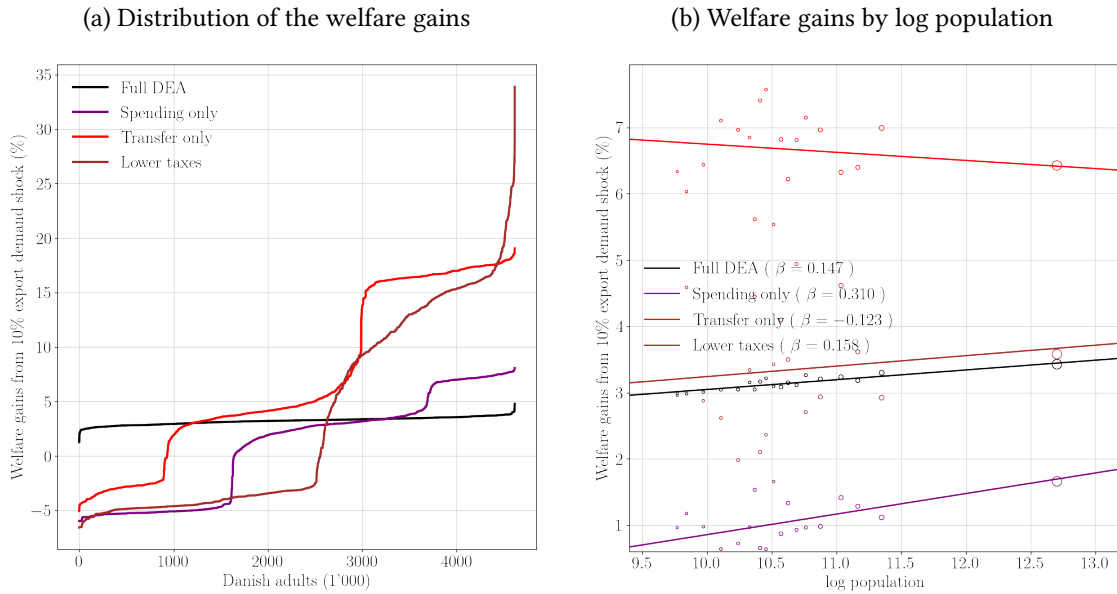 (a) Distribution of the welfare gains
Welfare gains from 10% export demand shock (%)
35
30
25
20
15
10
5
0
−5
Full DEA
Spending only
Transfer only
Lower taxes
0
1000
2000
3000
4000
Danish adults (1'000)
(b) Welfare gains by log population
Welfare gains from 10% export demand shock (%)
7
6
5
4
3
2
1
Full DEA ( β = 0.147 )
Spending only ( β = 0.310 )
Transfer only ( β = −0.123 )
Lower taxes ( β = 0.158 )
9.5
10.0
10.5
11.0
11.5
12.0
12.5
13.0
log population